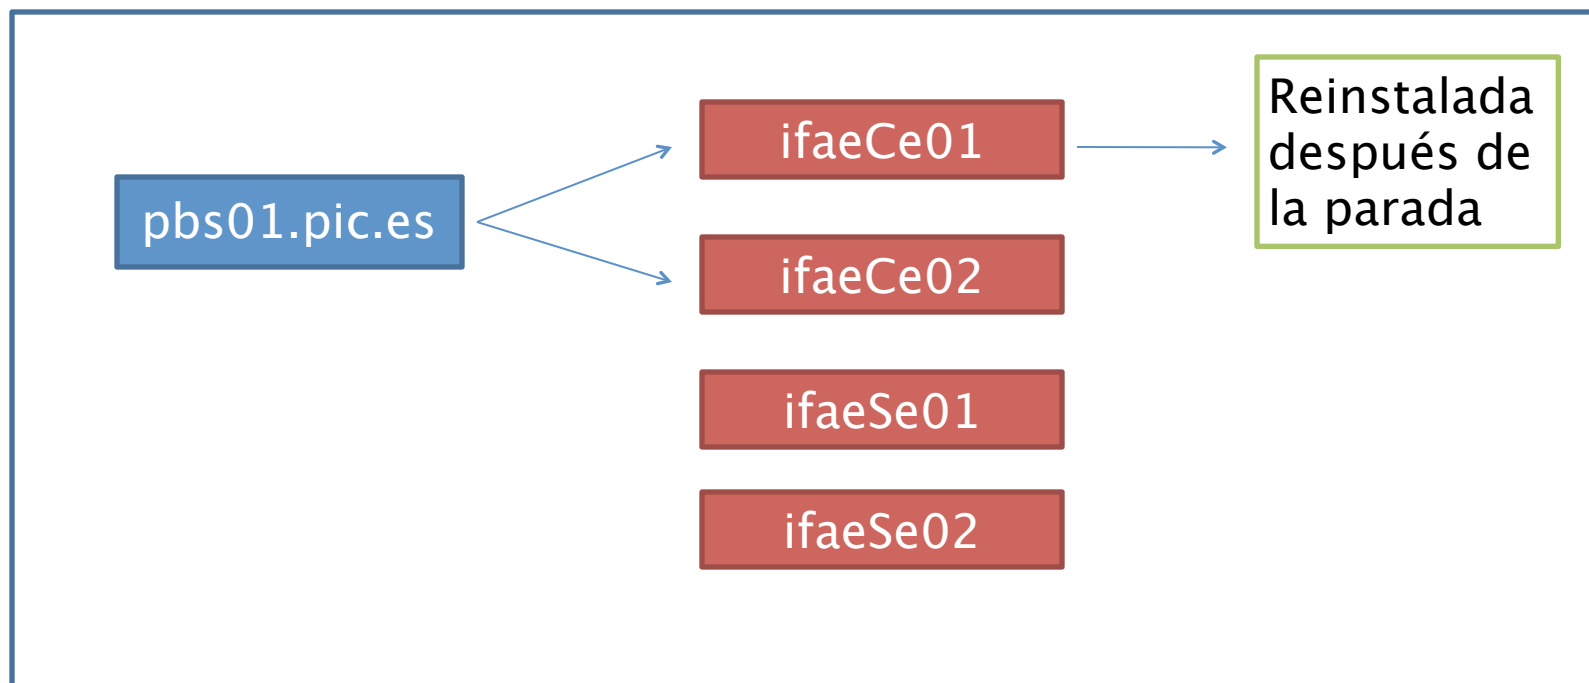 pbs01.pic.es
ifaeCe01
ifaeCe02
ifaeSe01
ifaeSe02
Reinstalada
después de
la parada